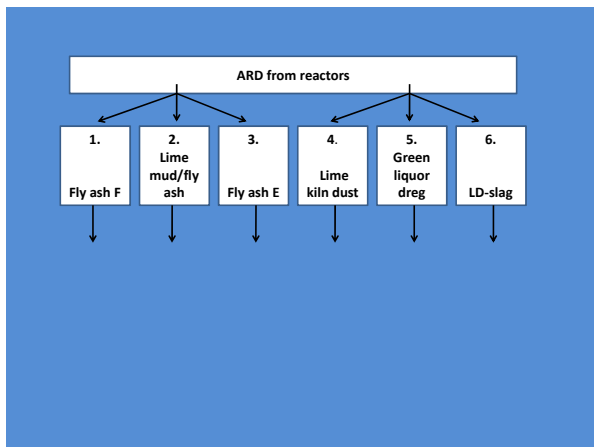 ARD from reactors
1.
Fly ash F
2.
Lime
mud/fly
ash
3.
Fly ash E
4.
Lime
kiln dust
5.
Green
liquor
dreg
6.
LD-slag